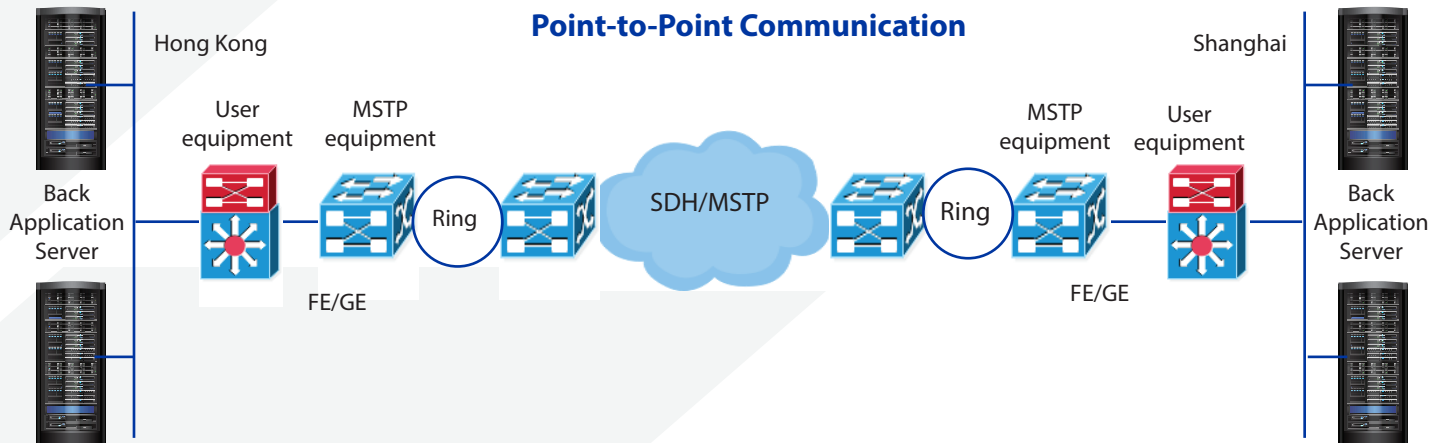 Point-to-Point Communication
Hong Kong
Shanghai
User
equipment
MSTP
equipment
MSTP
equipment
User
equipment
Back
Application
Server
Ring
SDH/MSTP
Ring
Back
Application
Server
FE/GE
FE/GE